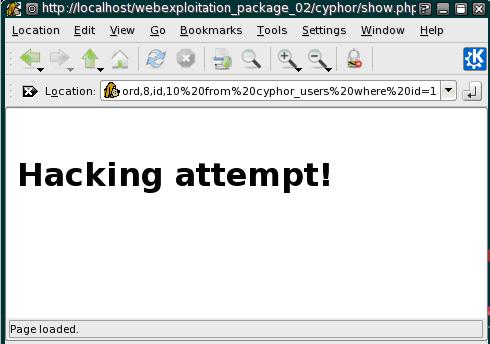 http://localhost/webexploitation_package_02/cyphor/show.php
Location Edit View Go Bookmarks Tools Settings Window Help
Location: ord,8,id,10%20from%20cyphor_users%20where%20id=1
Hacking attempt!
Page loaded.